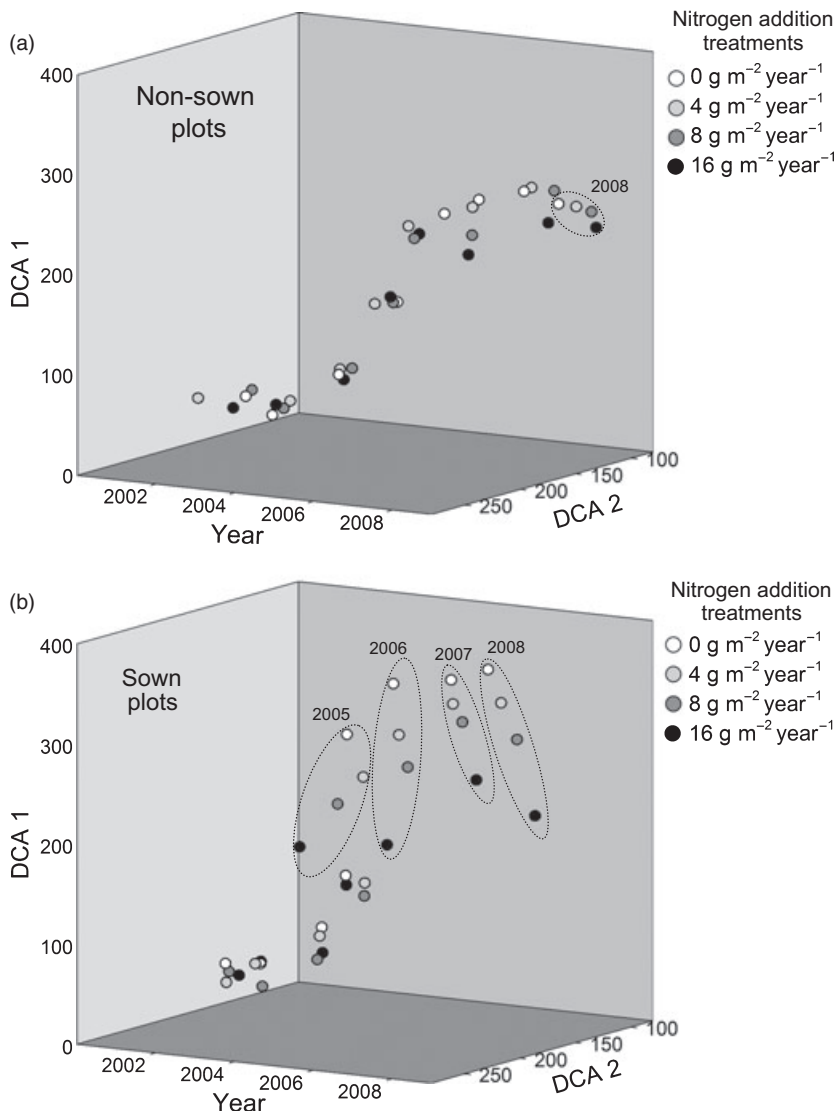 (a)
Nitrogen addition
treatments
0 g m⁻² year⁻¹
4 g m⁻² year⁻¹
8 g m⁻² year⁻¹
16 g m⁻² year⁻¹
Non-sown
plots
400
300
200
100
0
DCA 1
2008
2002
2004
2006
2008
Year
250
200
150
100
DCA 2
(b)
Nitrogen addition
treatments
0 g m⁻² year⁻¹
4 g m⁻² year⁻¹
8 g m⁻² year⁻¹
16 g m⁻² year⁻¹
Sown
plots
400
300
200
100
0
DCA 1
2005
2006
2007
2008
2002
2004
2006
2008
Year
250
200
150
100
DCA 2